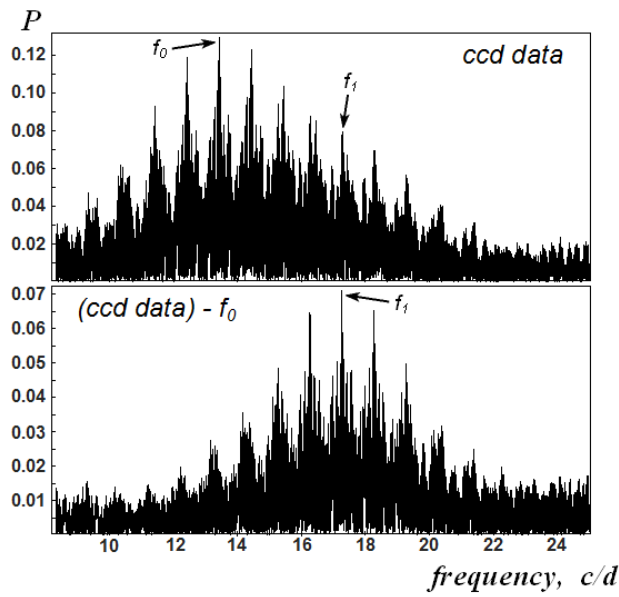 P
f₀
ccd data
f₁
0.12
0.10
0.08
0.06
0.04
0.02
(ccd data) - f₀
f₁
0.07
0.06
0.05
0.04
0.03
0.02
0.01
10 12 14 16 18 20 22 24
frequency, c/d